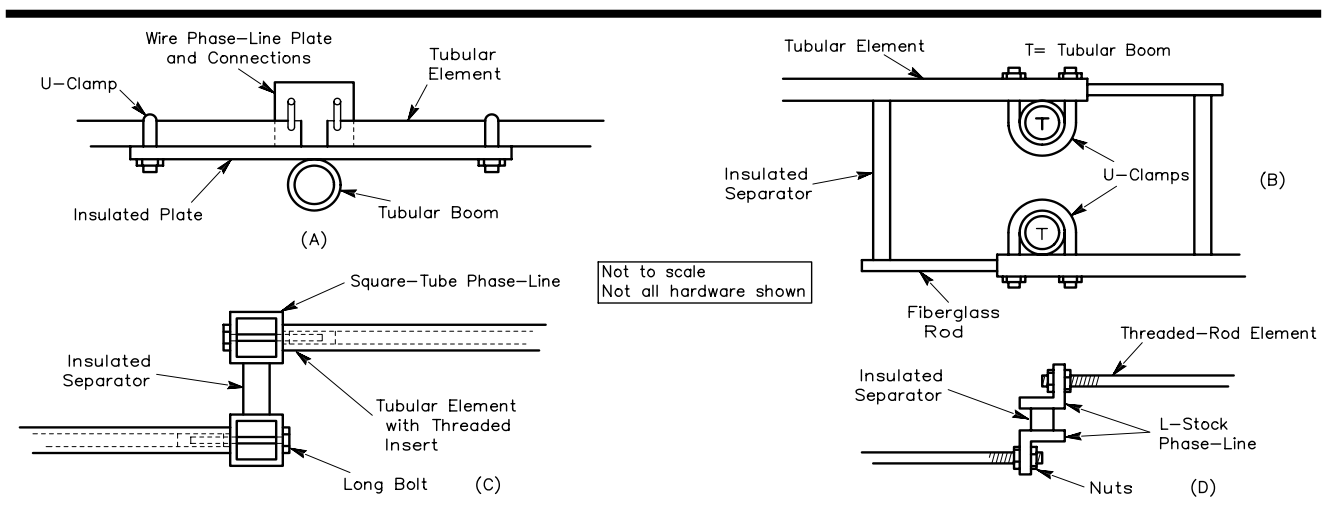 Wire Phase-Line Plate
and Connections
Tubular
Element
U-Clamp
Insulated Plate
Tubular Boom
(A)
Tubular Element
T= Tubular Boom
T
Insulated
Separator
U-Clamps
(B)
T
Fiberglass
Rod
Not to scale
Not all hardware shown
Square-Tube Phase-Line
Insulated
Separator
Tubular Element
with Threaded
Insert
Long Bolt
(C)
Threaded-Rod Element
Insulated
Separator
L-Stock
Phase-Line
Nuts
(D)